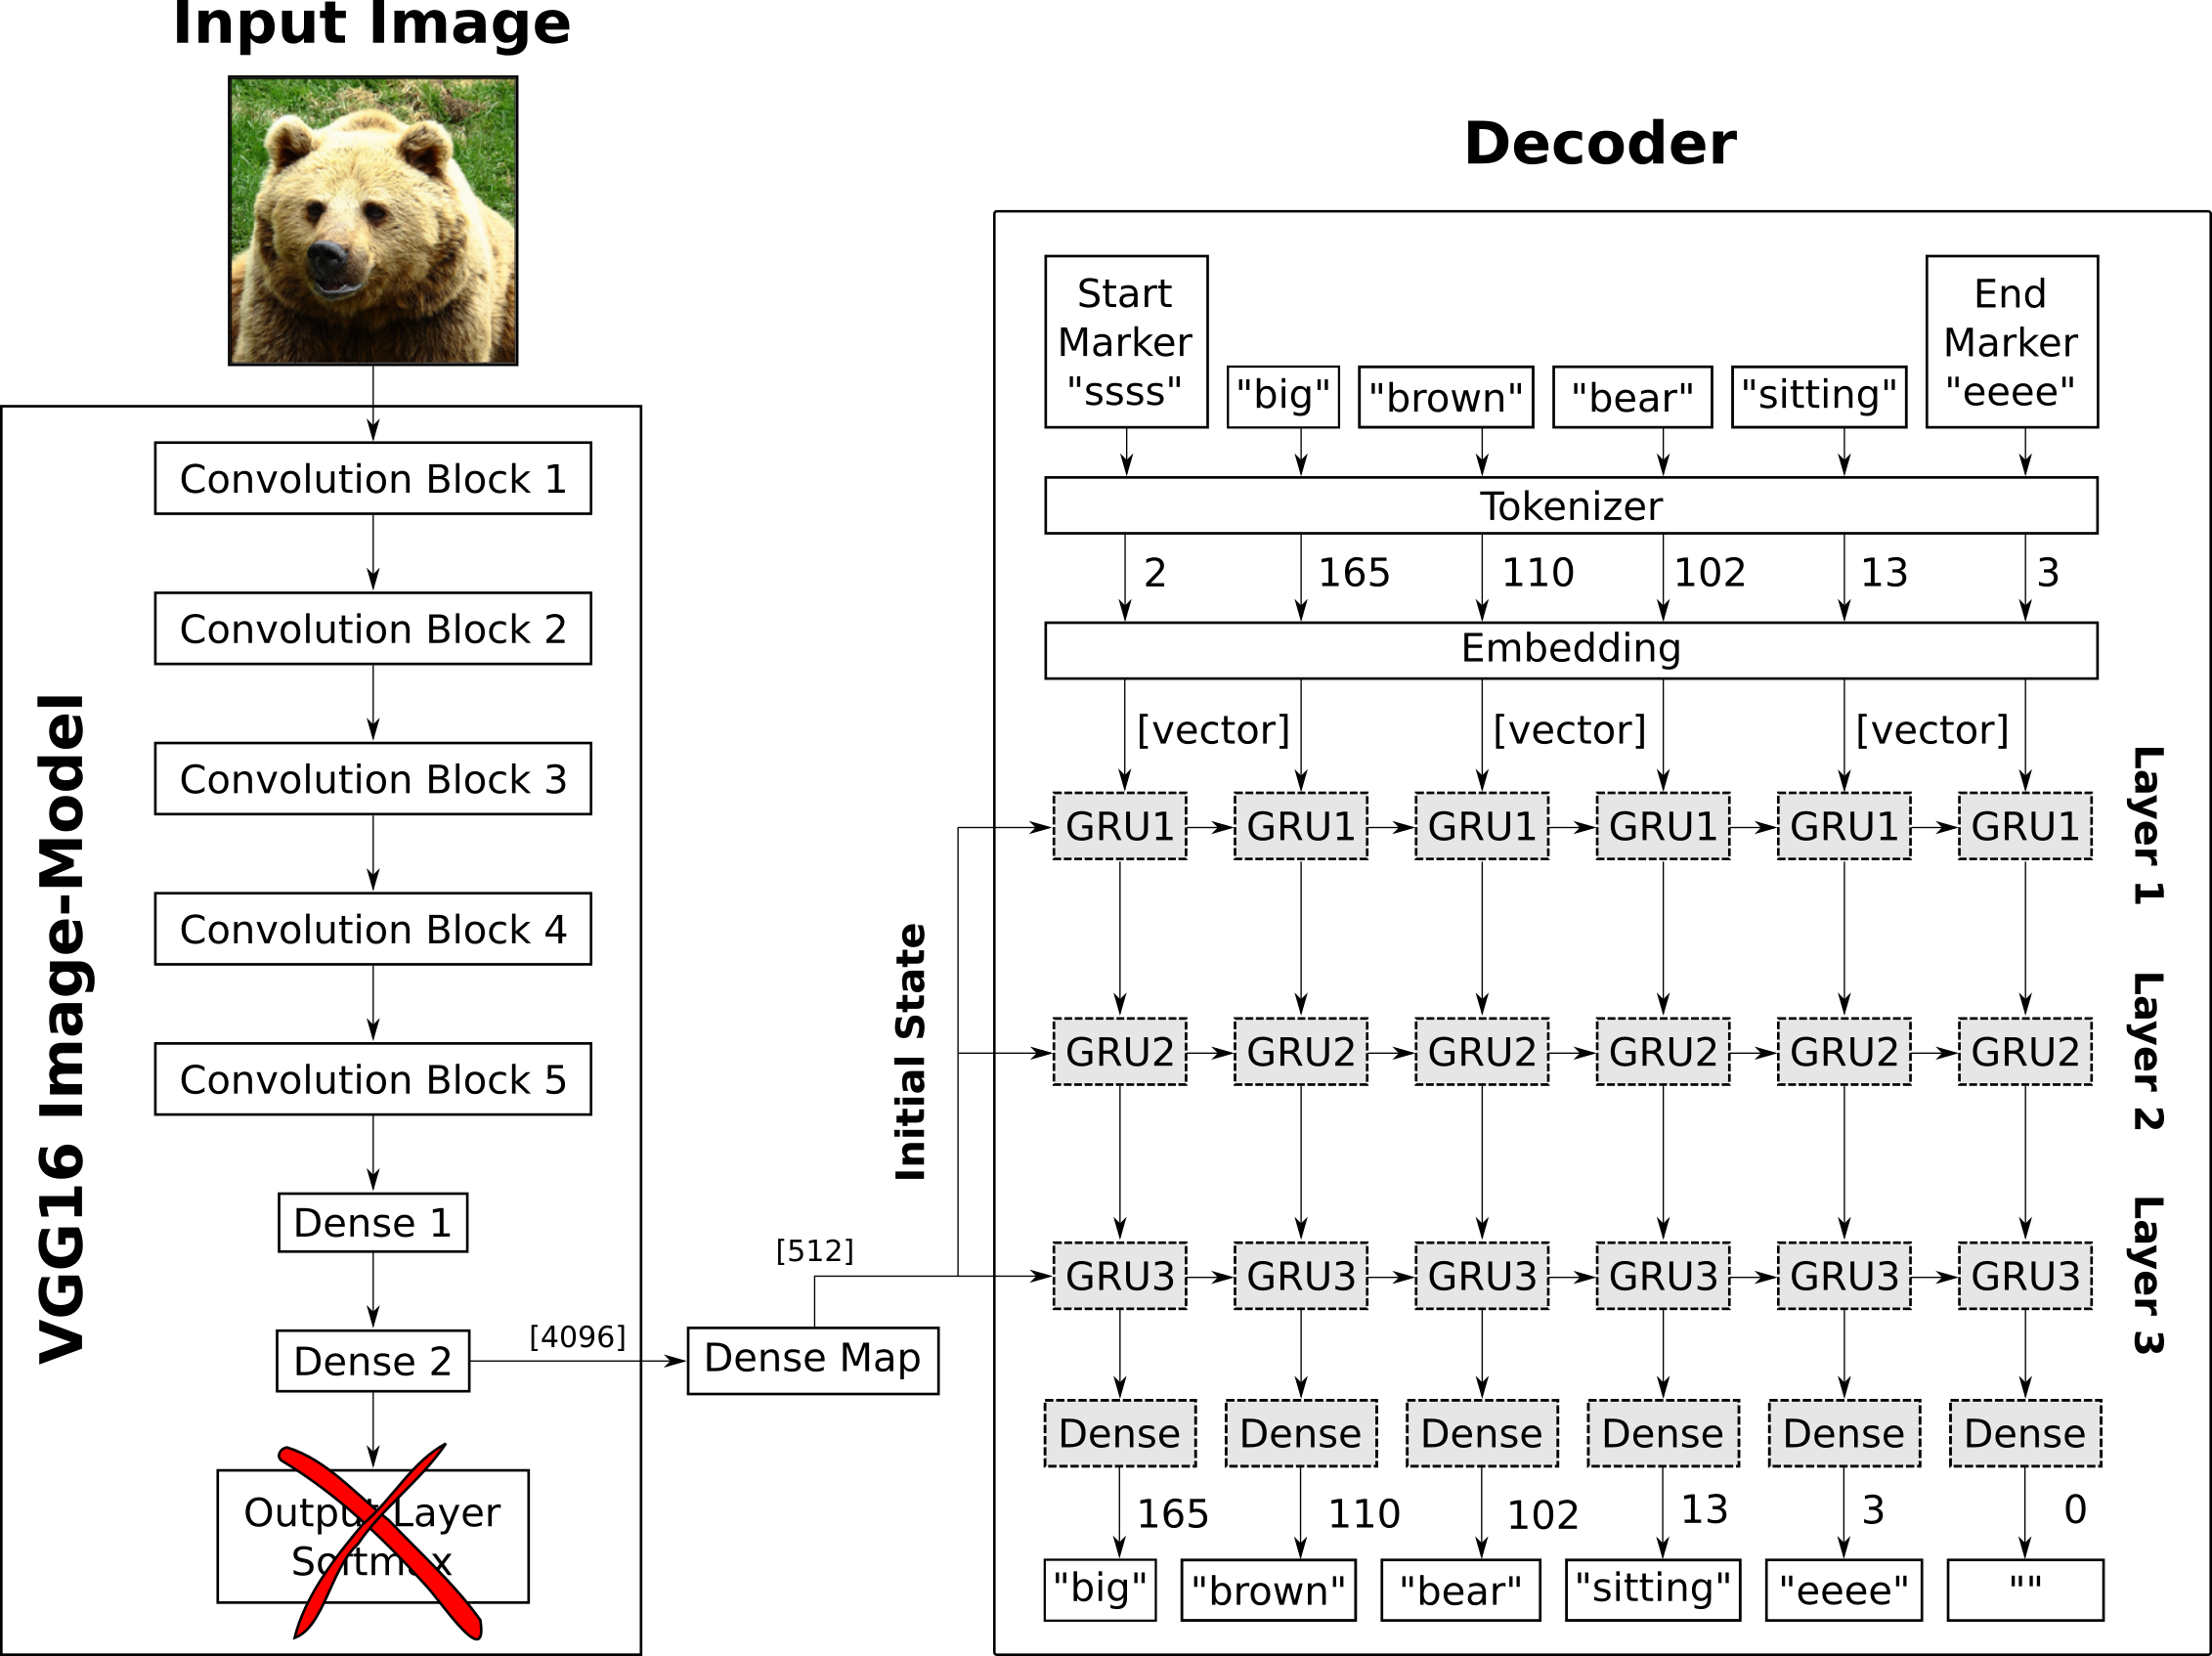 Input Image
VGG16 Image-Model
Convolution Block 1
Convolution Block 2
Convolution Block 3
Convolution Block 4
Convolution Block 5
Dense 1
Dense 2
[4096]
Output Layer
Softmax
Dense Map
[512]
Initial State
Decoder
Start
Marker
"ssss"
"big"
"brown"
"bear"
"sitting"
End
Marker
"eeee"
Tokenizer
2 165 110 102 13 3
Embedding
[vector] [vector] [vector]
GRU1 GRU1 GRU1 GRU1 GRU1 GRU1
Layer 1
GRU2 GRU2 GRU2 GRU2 GRU2 GRU2
Layer 2
GRU3 GRU3 GRU3 GRU3 GRU3 GRU3
Layer 3
Dense Dense Dense Dense Dense Dense
165 110 102 13 3 0
"big" "brown" "bear" "sitting" "eeee" ""